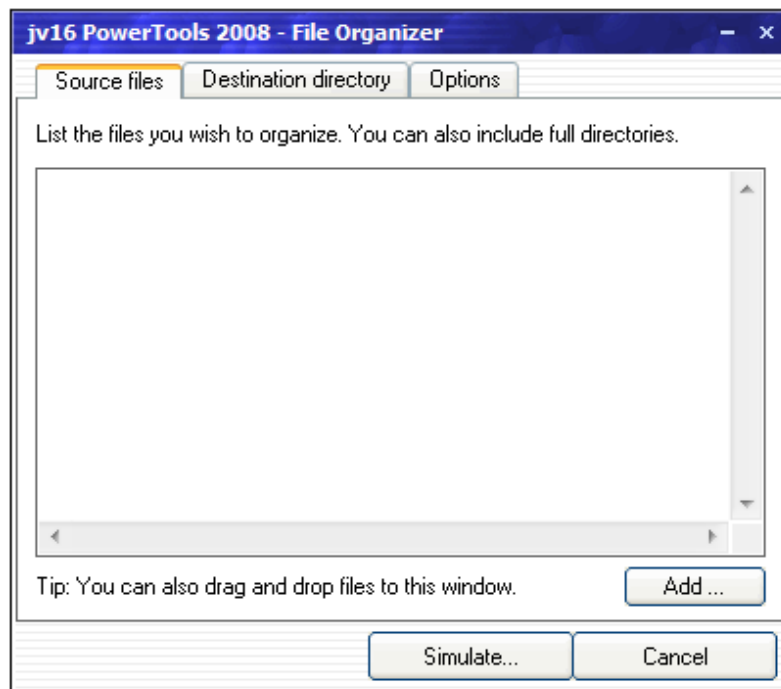 jv16 PowerTools 2008 - File Organizer
Source files
Destination directory
Options
List the files you wish to organize. You can also include full directories.
Tip: You can also drag and drop files to this window.
Add ...
Simulate...
Cancel